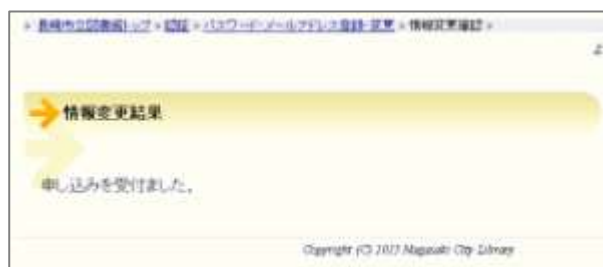 > 長崎市立図書館トップ > 認証 > パスワード・メールアドレス登録・変更 > 情報変更確認 >
よ
情報変更結果
申し込みを受付ました。
Copyright (C) 2013 Nagasaki City Library